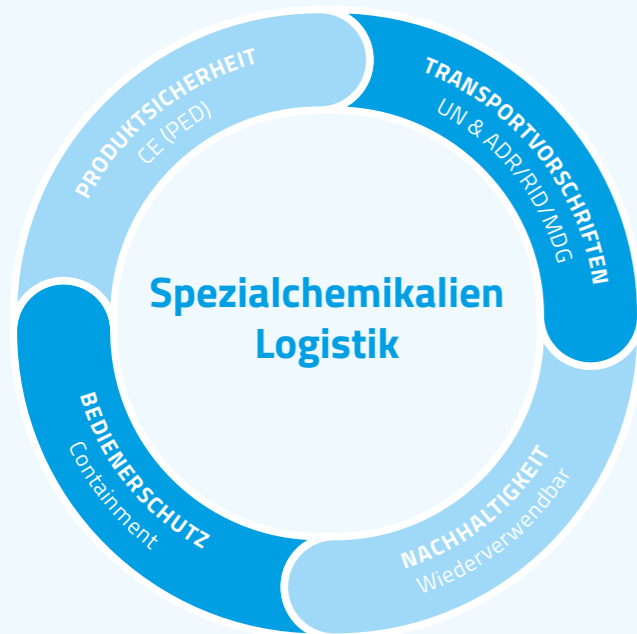 PRODUKTSICHERHEIT
CE (PED)
TRANSPORTVORSCHRIFTEN
UN & ADR/RID/MDG
Spezialchemikalien
Logistik
BEDIENERSCHUTZ
Containment
NACHHALTIGKEIT
Wiederverwendbar